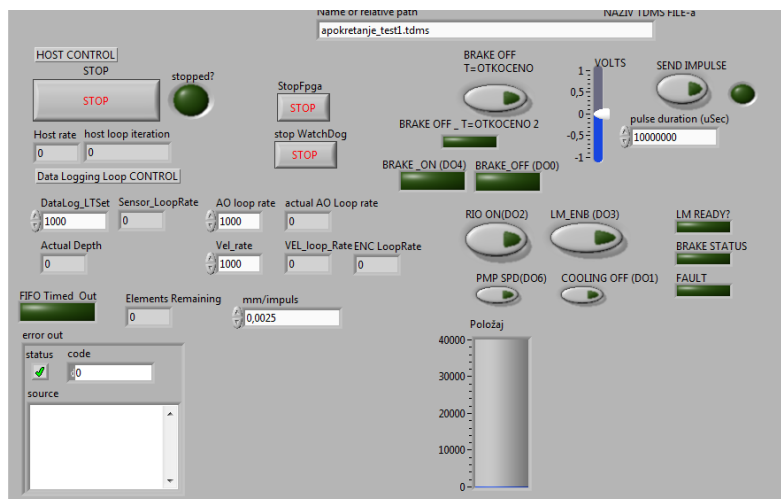 Name of relative path
NAZIV TDMS FILE-a
apokretanje_test1.tdms
HOST CONTROL
STOP
STOP
stopped?
StopFpga
STOP
stop WatchDog
STOP
BRAKE OFF
T=OTKOCENO
BRAKE OFF _ T=OTKOCENO 2
BRAKE_ON (DO4)
BRAKE_OFF (DO0)
VOLTS
1
0,5
0
-0,5
-1
SEND IMPULSE
pulse duration (uSec)
10000000
Host rate
host loop iteration
0
0
Data Logging Loop CONTROL
DataLog_LTSet
Sensor_LoopRate
AO loop rate
actual AO Loop rate
1000
0
1000
0
Actual Depth
Vel_rate
VEL_loop_Rate
ENC LoopRate
0
1000
0
0
RIO ON(DO2)
LM_ENB (DO3)
LM READY?
BRAKE STATUS
PMP SPD(DO6)
COOLING OFF (DO1)
FAULT
FIFO Timed Out
Elements Remaining
mm/impuls
0
0,0025
error out
status
code
0
source
Položaj
40000
30000
20000
10000
0